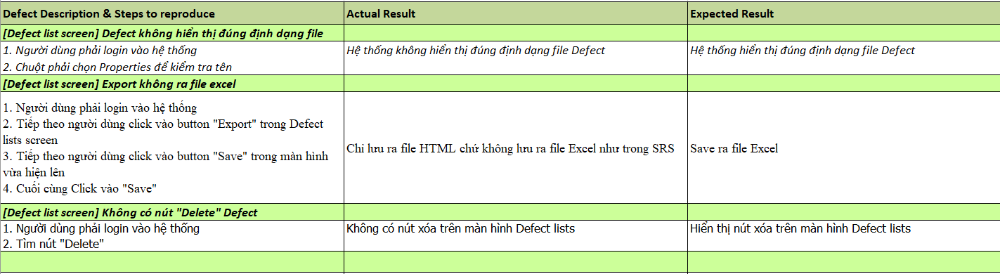 Defect Description & Steps to reproduce
Actual Result
Expected Result
[Defect list screen] Defect không hiển thị đúng định dạng file
1. Người dùng phải login vào hệ thống
2. Chuột phải chọn Properties để kiểm tra tên
Hệ thống không hiển thị đúng định dạng file Defect
Hệ thống hiển thị đúng định dạng file Defect
[Defect list screen] Export không ra file excel
1. Người dùng phải login vào hệ thống
2. Tiếp theo người dùng click vào button "Export" trong Defect
lists screen
3. Tiếp theo người dùng click vào button "Save" trong màn hình
vừa hiện lên
4. Cuối cùng Click vào "Save"
Chỉ lưu ra file HTML chứ không lưu ra file Excel như trong SRS
Save ra file Excel
[Defect list screen] Không có nút "Delete" Defect
1. Người dùng phải login vào hệ thống
2. Tìm nút "Delete"
Không có nút xóa trên màn hình Defect lists
Hiển thị nút xóa trên màn hình Defect lists